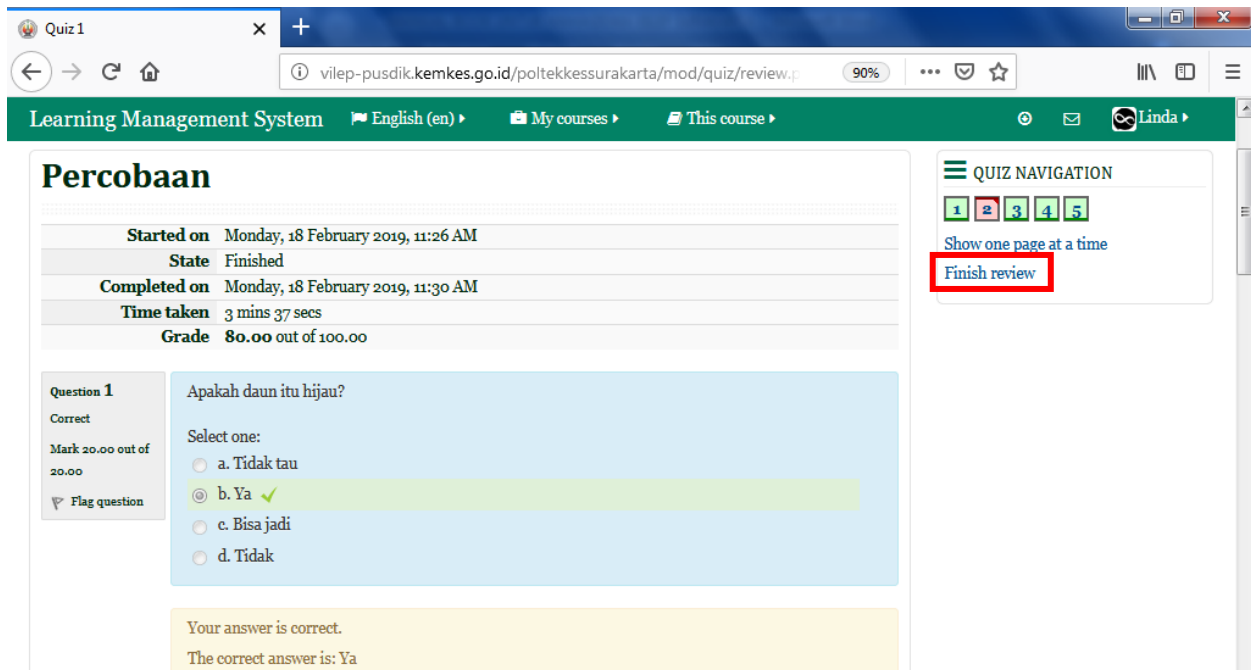 Quiz 1
vilep-pusdik.kemkes.go.id/poltekkessurakarta/mod/quiz/review.p
90%
Learning Management System
English (en)
My courses
This course
Linda
Percobaan
Started on Monday, 18 February 2019, 11:26 AM
State Finished
Completed on Monday, 18 February 2019, 11:30 AM
Time taken 3 mins 37 secs
Grade 80.00 out of 100.00
Question 1
Correct
Mark 20.00 out of
20.00
Flag question
Apakah daun itu hijau?
Select one:
a. Tidak tau
b. Ya
c. Bisa jadi
d. Tidak
Your answer is correct.
The correct answer is: Ya
QUIZ NAVIGATION
1 2 3 4 5
Show one page at a time
Finish review